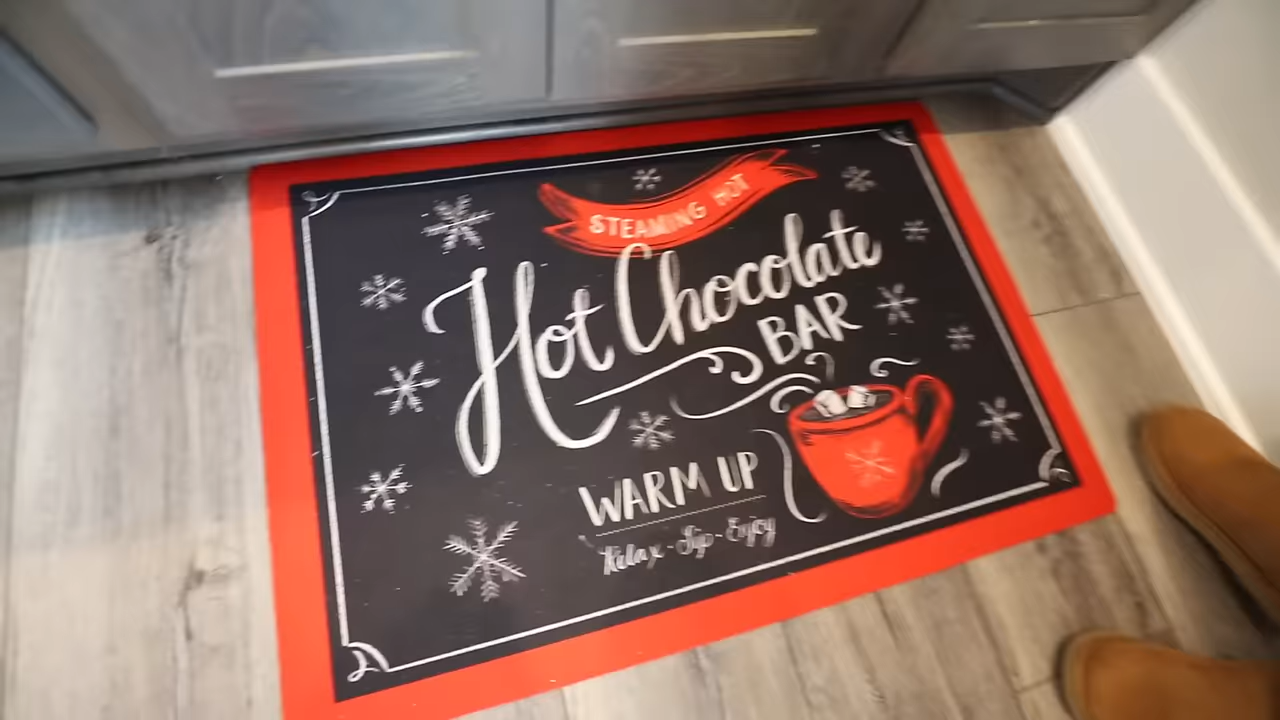 STEAMING HOT
Hot Chocolate
BAR
WARM UP
Relax - Sip - Enjoy